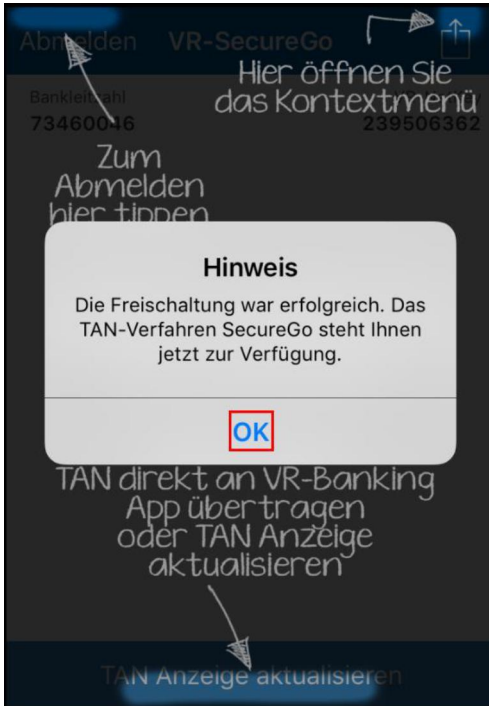 Abmelden VR-SecureGo
Hier öffnen Sie
das Kontextmenü
Bankleitzahl
73460046 239506362
Zum
Abmelden
hier tippen
Hinweis
Die Freischaltung war erfolgreich. Das
TAN-Verfahren SecureGo steht Ihnen
jetzt zur Verfügung.
OK
TAN direkt an VR-Banking
App übertragen
oder TAN Anzeige
aktualisieren
TAN Anzeige aktualisieren